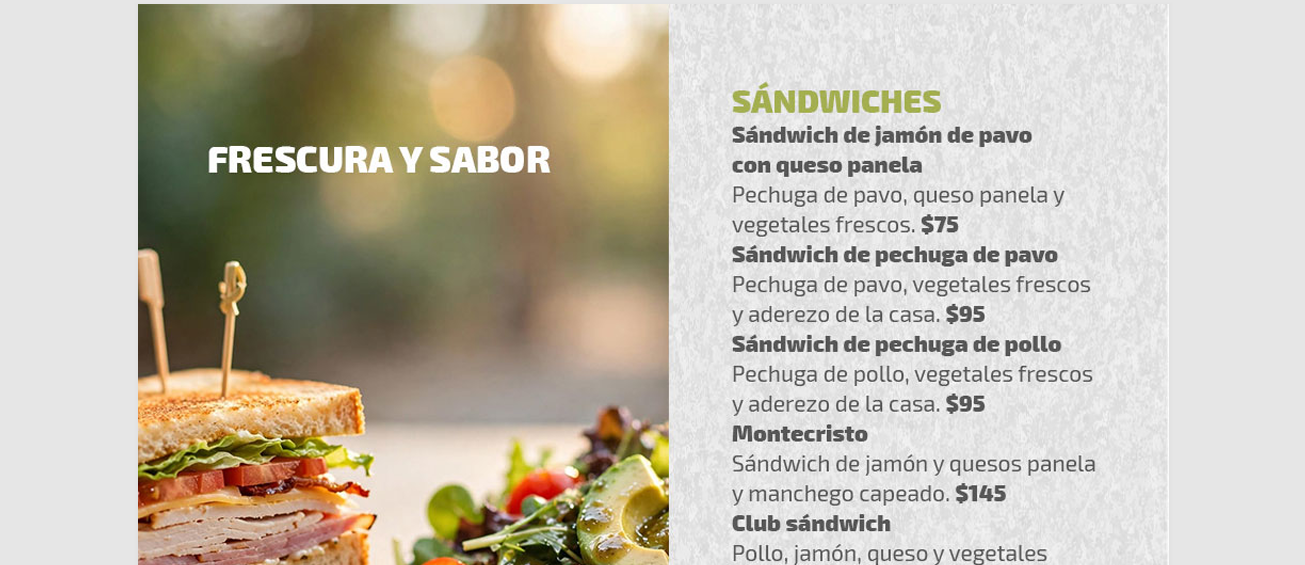 FRESCURA Y SABOR
SÁNDWICHES
Sándwich de jamón de pavo
con queso panela
Pechuga de pavo, queso panela y
vegetales frescos. $75
Sándwich de pechuga de pavo
Pechuga de pavo, vegetales frescos
y aderezo de la casa. $95
Sándwich de pechuga de pollo
Pechuga de pollo, vegetales frescos
y aderezo de la casa. $95
Montecristo
Sándwich de jamón y quesos panela
y manchego capeado. $145
Club sándwich
Pollo, jamón, queso y vegetales